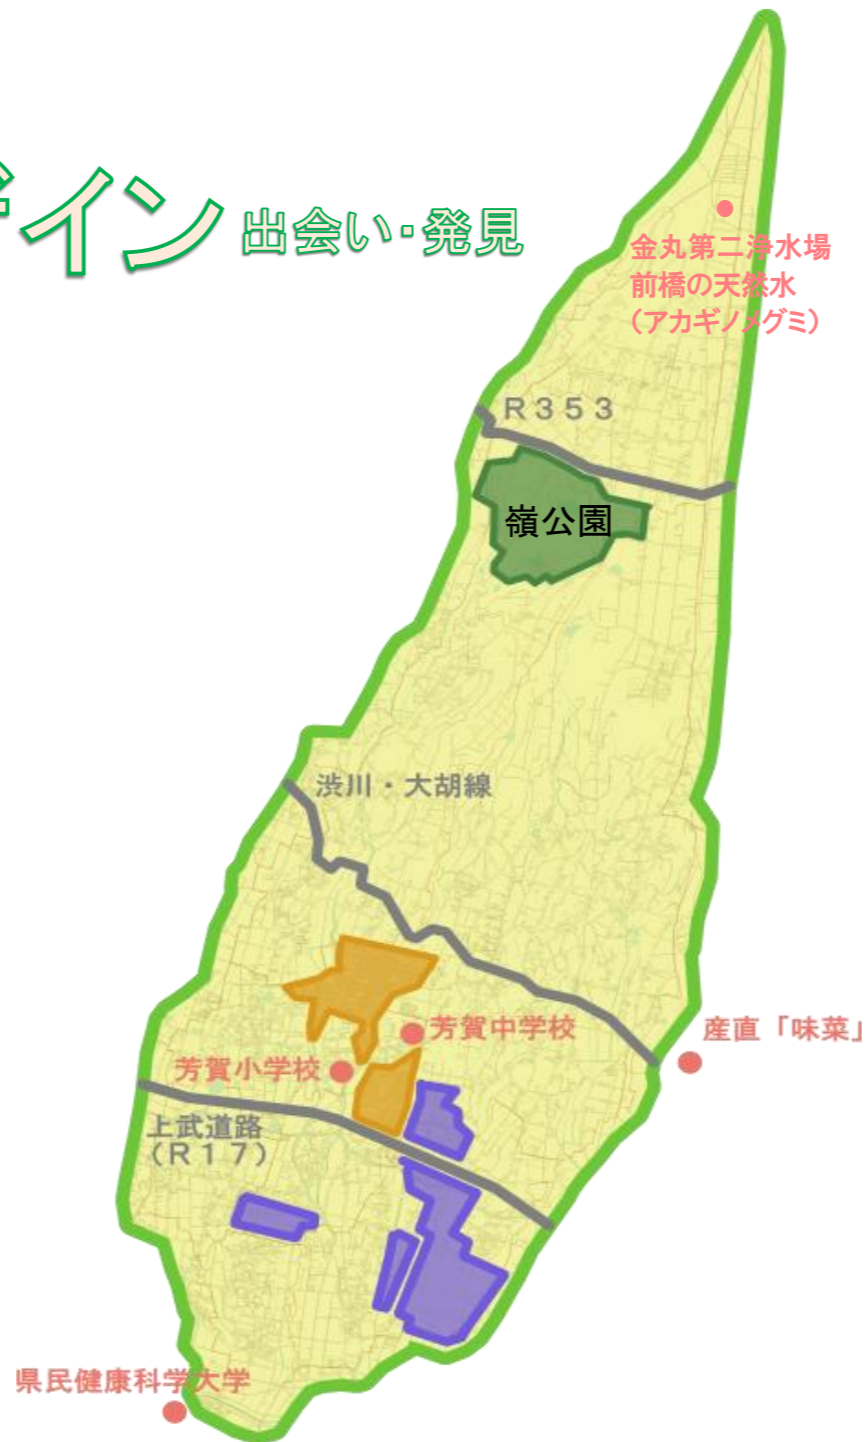 イン 出会い・発見
金丸第二浄水場
前橋の天然水
（アカギノメグミ）
Ｒ３５３
嶺公園
渋川・大胡線
芳賀中学校
産直「味菜」
芳賀小学校
上武道路
（Ｒ１７）
県民健康科学大学